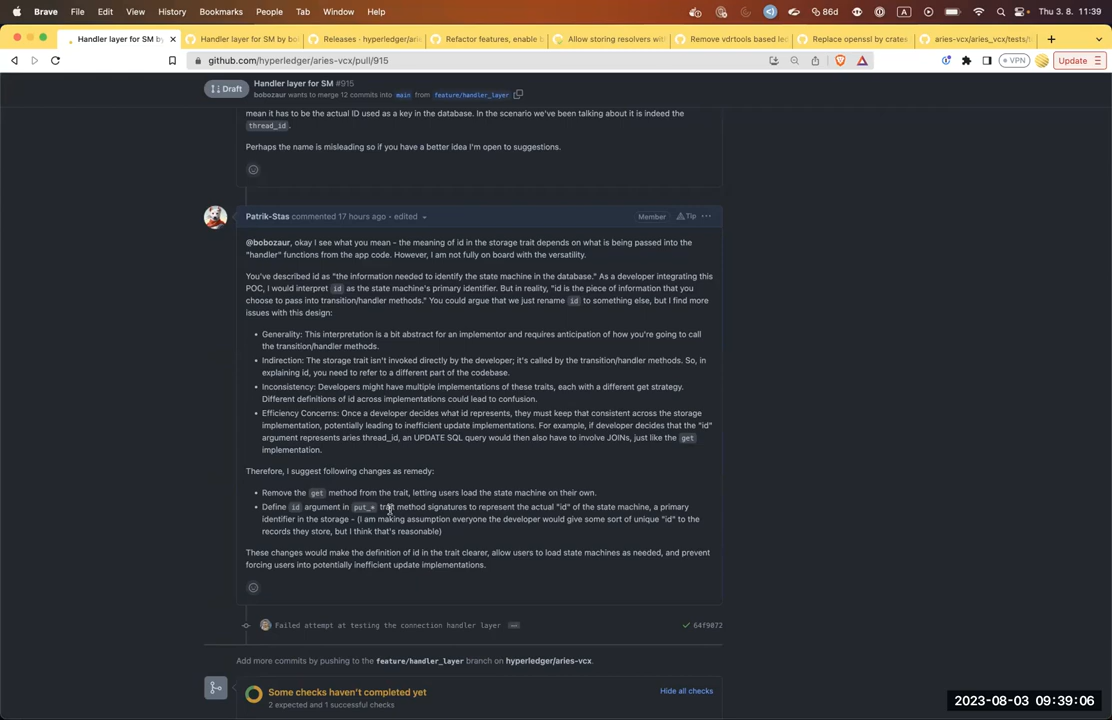 Brave File Edit View History Bookmarks People Tab Window Help
86d A Thu 3. 8. 11:39
Handler layer for SM by
Handler layer for SM by bo
Releases · hyperledger/arie
Refactor features, enable b
Allow storing resolvers with
Remove vdrtools based led
Replace openssl by crates
aries-vcx/aries_vcx/tests/t
github.com/hyperledger/aries-vcx/pull/915
VPN
Update
Draft
Handler layer for SM #915
bobozaur wants to merge 12 commits into main from feature/handler_layer
mean it has to be the actual ID used as a key in the database. In the scenario we've been talking about it is indeed the
thread_id.
Perhaps the name is misleading so if you have a better idea I'm open to suggestions.
Patrik-Stas commented 17 hours ago · edited
Member Tip
@bobozaur, okay I see what you mean - the meaning of id in the storage trait depends on what is being passed into the
"handler" functions from the app code. However, I am not fully on board with the versatility.
You've described id as "the information needed to identify the state machine in the database." As a developer integrating this
POC, I would interpret id as the state machine's primary identifier. But in reality, "id is the piece of information that you
choose to pass into transition/handler methods." You could argue that we just rename id to something else, but I find more
issues with this design:
• Generality: This interpretation is a bit abstract for an implementor and requires anticipation of how you're going to call
the transition/handler methods.
• Indirection: The storage trait isn't invoked directly by the developer; it's called by the transition/handler methods. So, in
explaining id, you need to refer to a different part of the codebase.
• Inconsistency: Developers might have multiple implementations of these traits, each with a different get strategy.
Different definitions of id across implementations could lead to confusion.
• Efficiency Concerns: Once a developer decides what id represents, they must keep that consistent across the storage
implementation, potentially leading to inefficient update implementations. For example, if developer decides that the "id"
argument represents aries thread_id, an UPDATE SQL query would then also have to involve JOINs, just like the get
implementation.
Therefore, I suggest following changes as remedy:
• Remove the get method from the trait, letting users load the state machine on their own.
• Define id argument in put_* trait method signatures to represent the actual "id" of the state machine, a primary
identifier in the storage - (I am making assumption everyone the developer would give some sort of unique "id" to the
records they store, but I think that's reasonable)
These changes would make the definition of id in the trait clearer, allow users to load state machines as needed, and prevent
forcing users into potentially inefficient update implementations.
Failed attempt at testing the connection handler layer
64f9872
Add more commits by pushing to the feature/handler_layer branch on hyperledger/aries-vcx.
Some checks haven't completed yet
Hide all checks
2 expected and 1 successful checks
2023-08-03 09:39:06